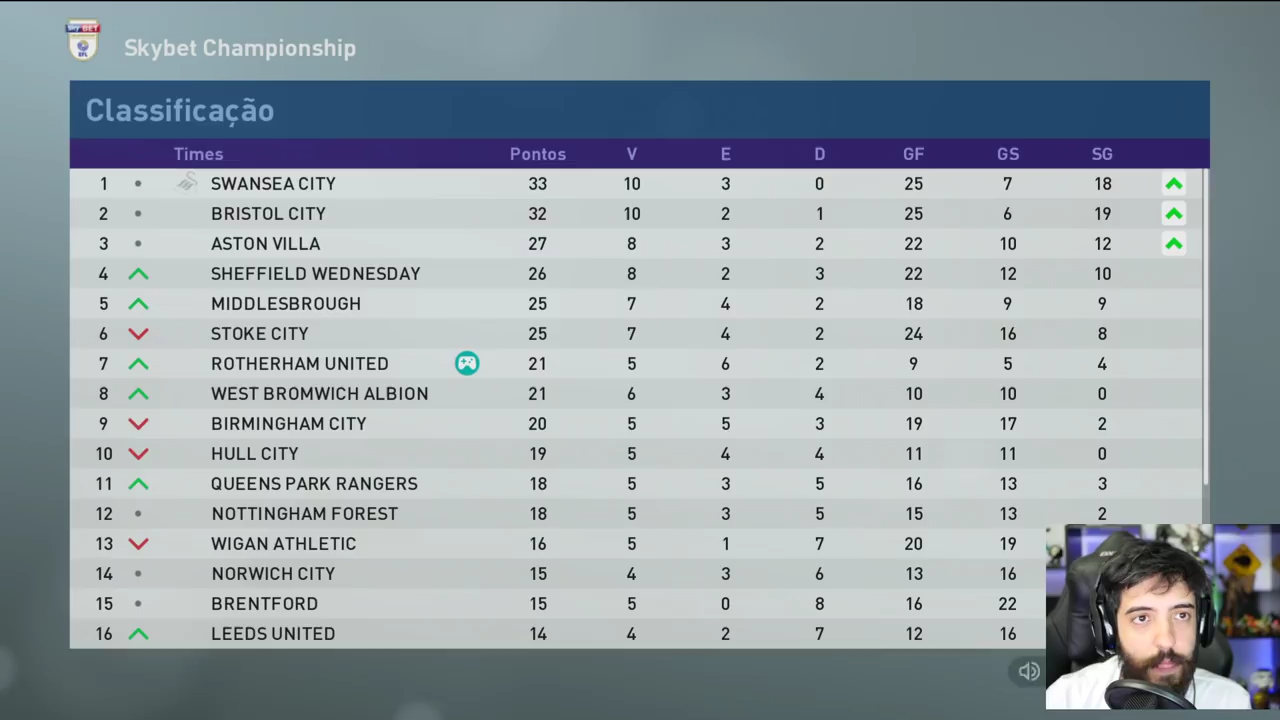 sky BET
EFL
Skybet Championship
Classificação
Times Pontos V E D GF GS SG
1 SWANSEA CITY 33 10 3 0 25 7 18
2 BRISTOL CITY 32 10 2 1 25 6 19
3 ASTON VILLA 27 8 3 2 22 10 12
4 SHEFFIELD WEDNESDAY 26 8 2 3 22 12 10
5 MIDDLESBROUGH 25 7 4 2 18 9 9
6 STOKE CITY 25 7 4 2 24 16 8
7 ROTHERHAM UNITED 21 5 6 2 9 5 4
8 WEST BROMWICH ALBION 21 6 3 4 10 10 0
9 BIRMINGHAM CITY 20 5 5 3 19 17 2
10 HULL CITY 19 5 4 4 11 11 0
11 QUEENS PARK RANGERS 18 5 3 5 16 13 3
12 NOTTINGHAM FOREST 18 5 3 5 15 13 2
13 WIGAN ATHLETIC 16 5 1 7 20 19
14 NORWICH CITY 15 4 3 6 13 16
15 BRENTFORD 15 5 0 8 16 22
16 LEEDS UNITED 14 4 2 7 12 16